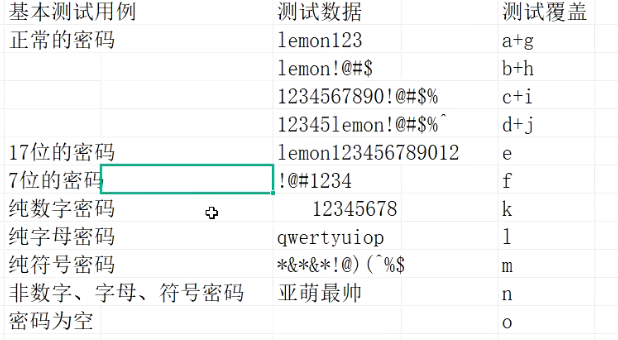 基本测试用例 测试数据 测试覆盖
正常的密码 lemon123 a+g
lemon!@#$ b+h
1234567890!@#$% c+i
12345lemon!@#$%^ d+j
17位的密码 lemon123456789012 e
7位的密码 !@#1234 f
纯数字密码 12345678 k
纯字母密码 qwertyuiop l
纯符号密码 *&*&*!@)(^%$ m
非数字、字母、符号密码 亚萌最帅 n
密码为空 o